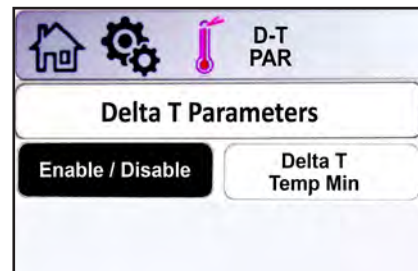 D-T
PAR
Delta T Parameters
Enable / Disable
Delta T
Temp Min